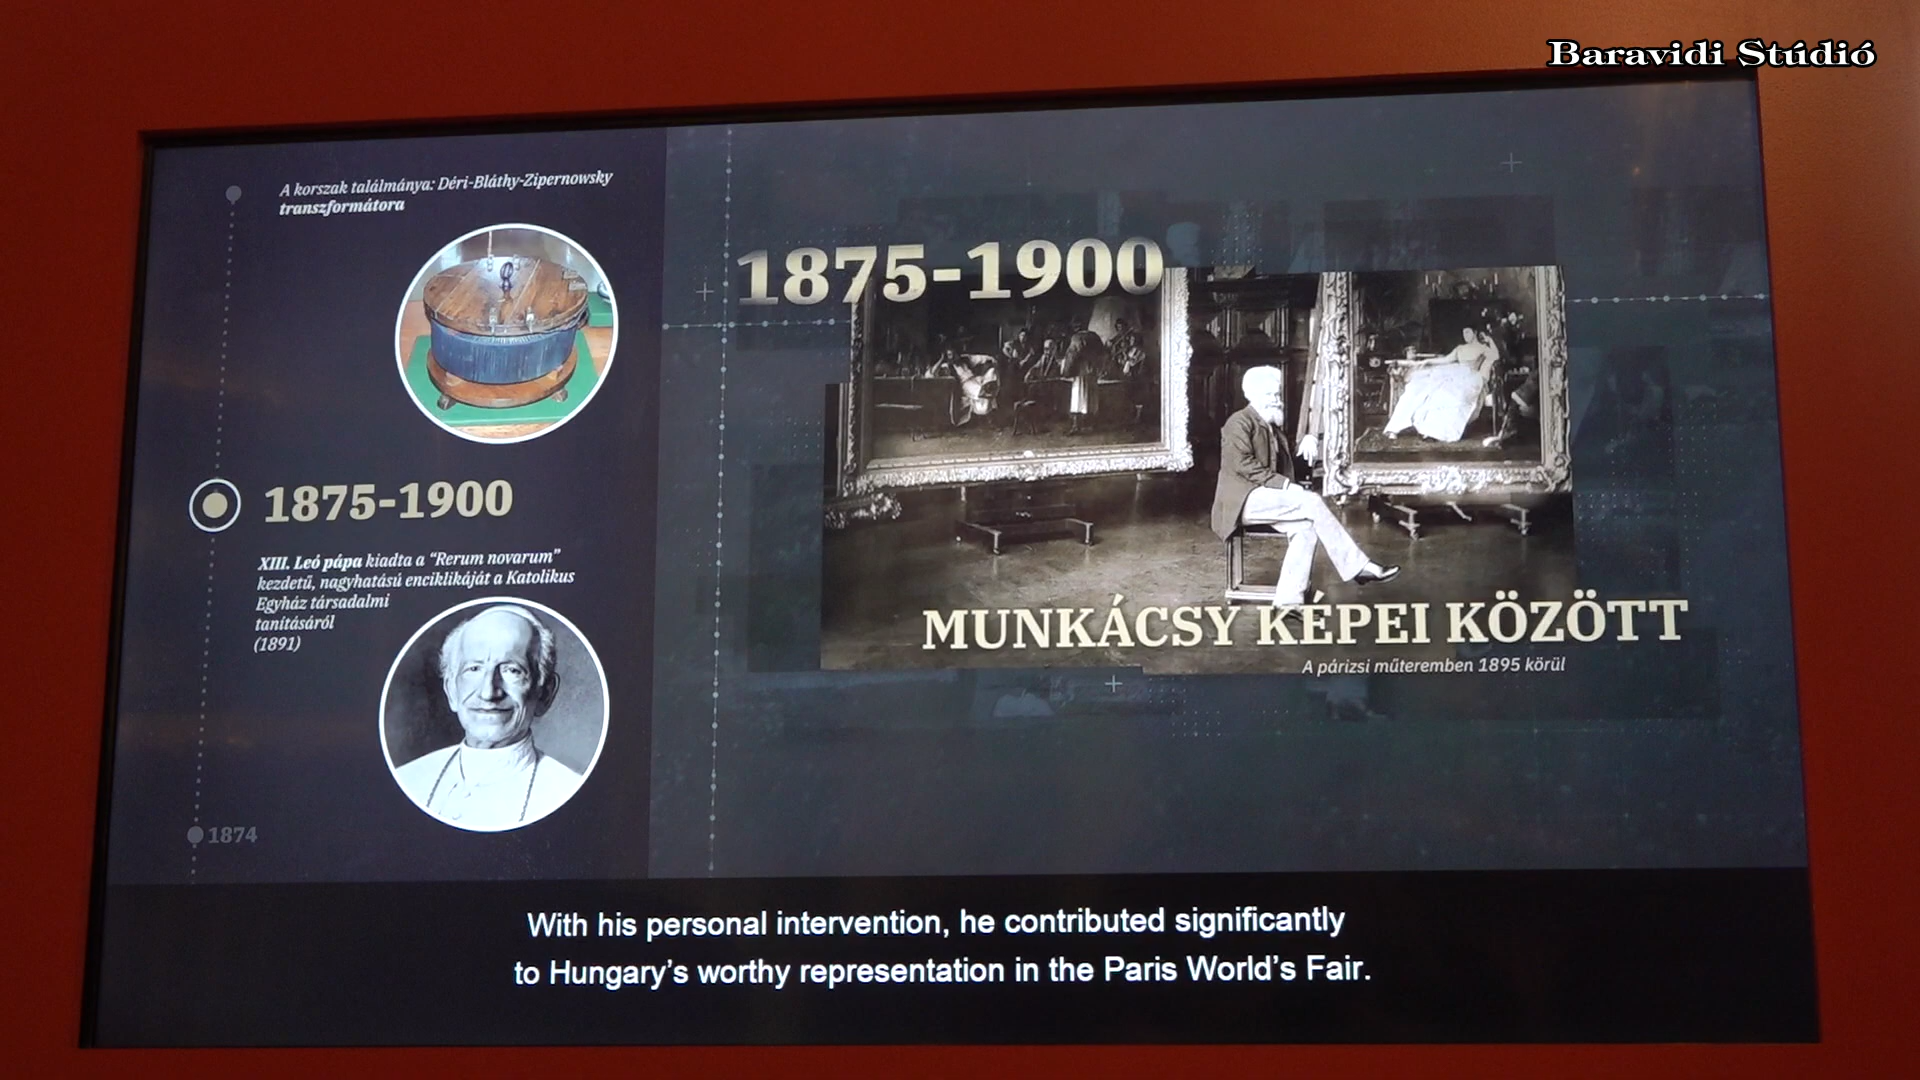 Baravidi Stúdió
A korszak találmánya: Déri-Bláthy-Zipernowsky
transzformátora
1875-1900
XIII. Leó pápa kiadta a “Rerum novarum”
kezdetű, nagyhatású enciklikáját a Katolikus
Egyház társadalmi
tanításáról
(1891)
1874
1875-1900
MUNKÁCSY KÉPEI KÖZÖTT
A párizsi műteremben 1895 körül
With his personal intervention, he contributed significantly
to Hungary’s worthy representation in the Paris World’s Fair.